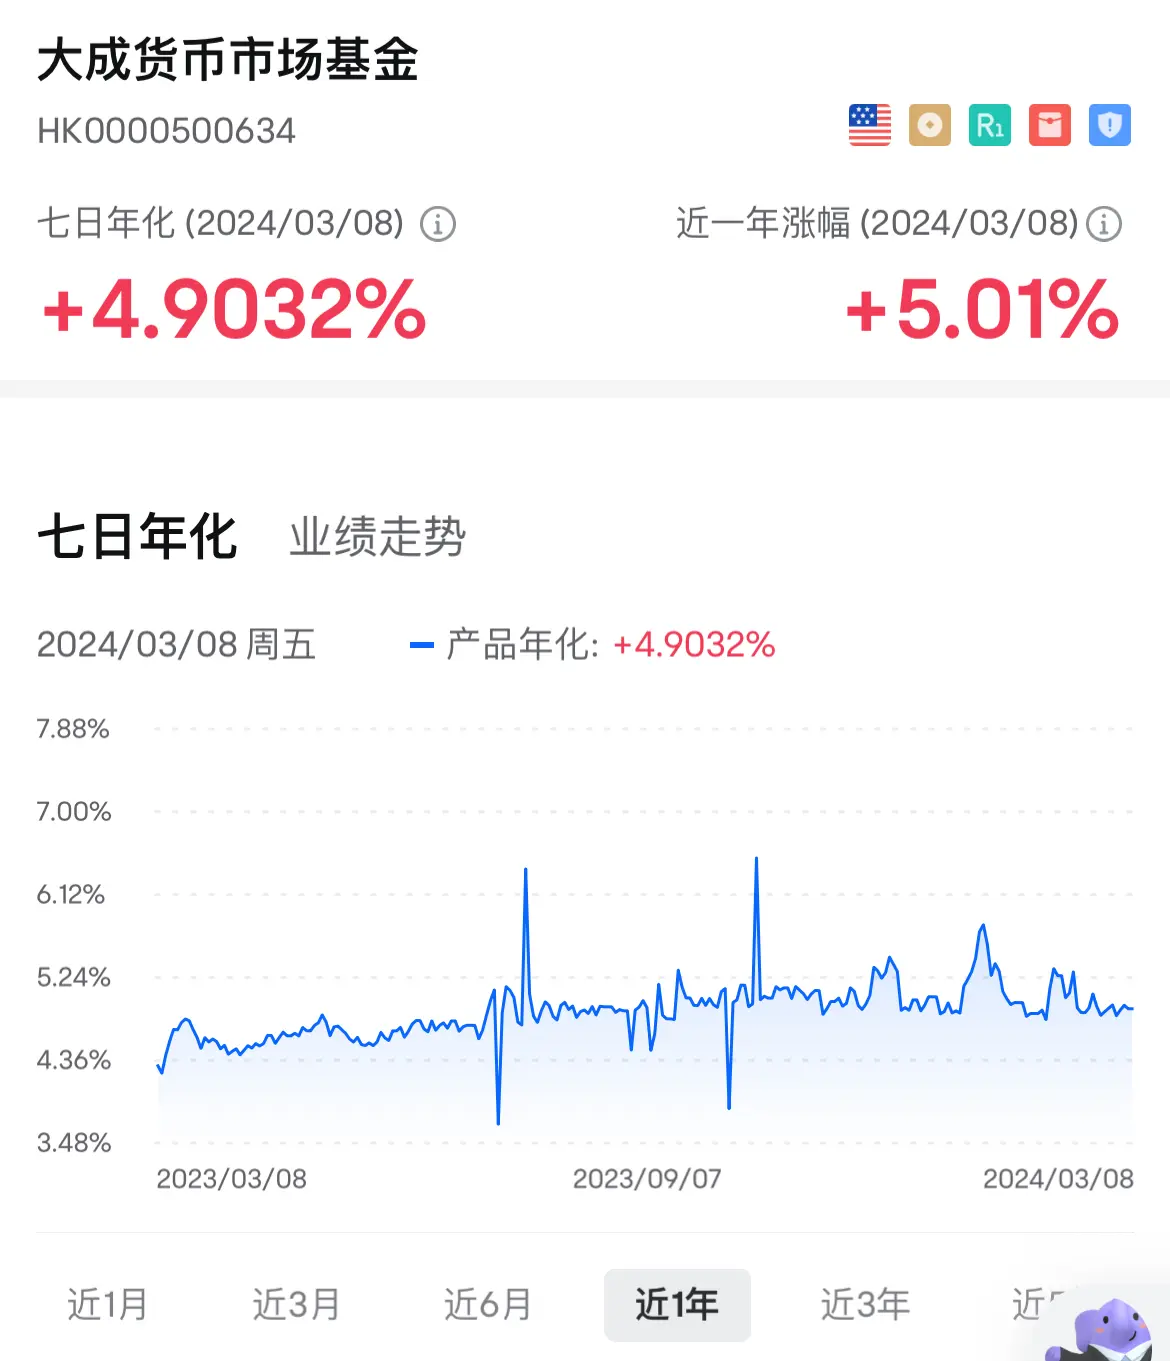 大成货币市场基金
HK0000500634
R1
七日年化 (2024/03/08)
近一年涨幅 (2024/03/08)
+4.9032%
+5.01%
七日年化 业绩走势
2024/03/08 周五 产品年化: +4.9032%
7.88%
7.00%
6.12%
5.24%
4.36%
3.48%
2023/03/08 2023/09/07 2024/03/08
近1月 近3月 近6月 近1年 近3年 近